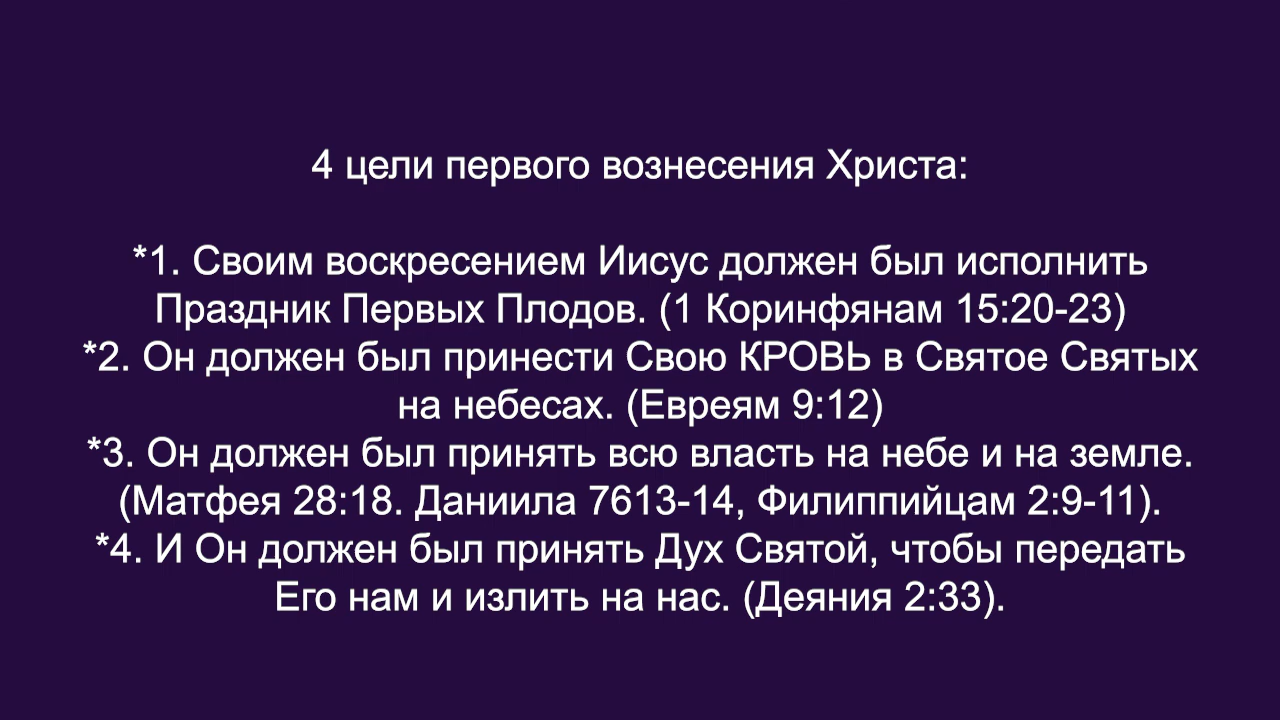 4 цели первого вознесения Христа:
*1. Своим воскресением Иисус должен был исполнить
Праздник Первых Плодов. (1 Коринфянам 15:20-23)
*2. Он должен был принести Свою КРОВЬ в Святое Святых
на небесах. (Евреям 9:12)
*3. Он должен был принять всю власть на небе и на земле.
(Матфея 28:18. Даниила 7613-14, Филиппийцам 2:9-11).
*4. И Он должен был принять Дух Святой, чтобы передать
Его нам и излить на нас. (Деяния 2:33).